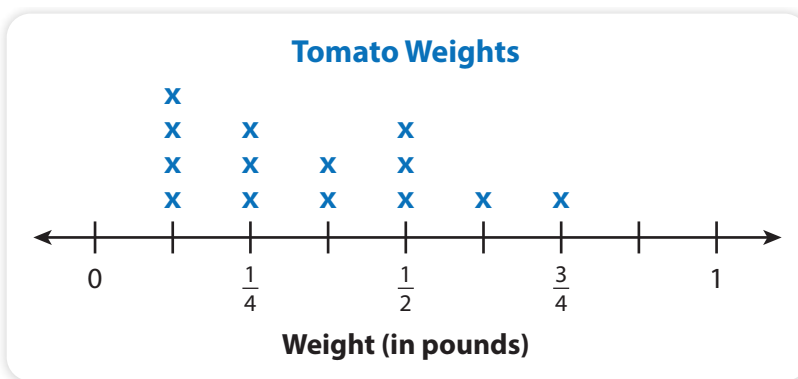 Tomato Weights
x
x x x
x x x x
x x x x x x
0 1/4 1/2 3/4 1
Weight (in pounds)